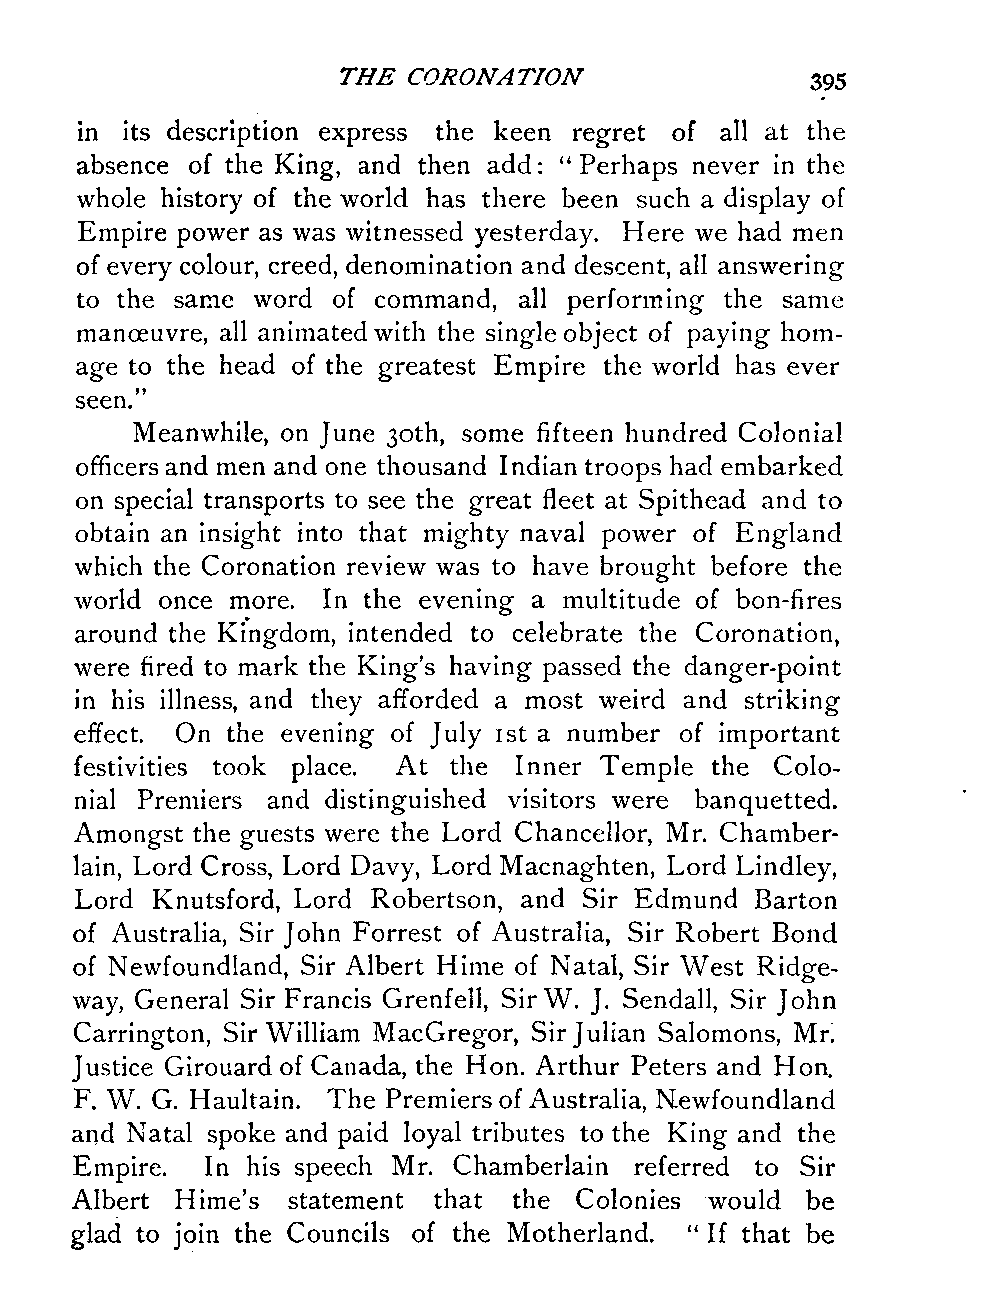 THE CORONATION 395
in its description express the keen regret of all at the
absence of the King, and then add: “Perhaps never in the
whole history of the world has there been such a display of
Empire power as was witnessed yesterday. Here we had men
of every colour, creed, denomination and descent, all answering
to the same word of command, all performing the same
manœuvre, all animated with the single object of paying hom-
age to the head of the greatest Empire the world has ever
seen.”
Meanwhile, on June 30th, some fifteen hundred Colonial
officers and men and one thousand Indian troops had embarked
on special transports to see the great fleet at Spithead and to
obtain an insight into that mighty naval power of England
which the Coronation review was to have brought before the
world once more. In the evening a multitude of bon-fires
around the Kingdom, intended to celebrate the Coronation,
were fired to mark the King's having passed the danger-point
in his illness, and they afforded a most weird and striking
effect. On the evening of July 1st a number of important
festivities took place. At the Inner Temple the Colo-
nial Premiers and distinguished visitors were banquetted.
Amongst the guests were the Lord Chancellor, Mr. Chamber-
lain, Lord Cross, Lord Davy, Lord Macnaghten, Lord Lindley,
Lord Knutsford, Lord Robertson, and Sir Edmund Barton
of Australia, Sir John Forrest of Australia, Sir Robert Bond
of Newfoundland, Sir Albert Hime of Natal, Sir West Ridge-
way, General Sir Francis Grenfell, Sir W. J. Sendall, Sir John
Carrington, Sir William MacGregor, Sir Julian Salomons, Mr.
Justice Girouard of Canada, the Hon. Arthur Peters and Hon.
F. W. G. Haultain. The Premiers of Australia, Newfoundland
and Natal spoke and paid loyal tributes to the King and the
Empire. In his speech Mr. Chamberlain referred to Sir
Albert Hime's statement that the Colonies would be
glad to join the Councils of the Motherland. “If that be